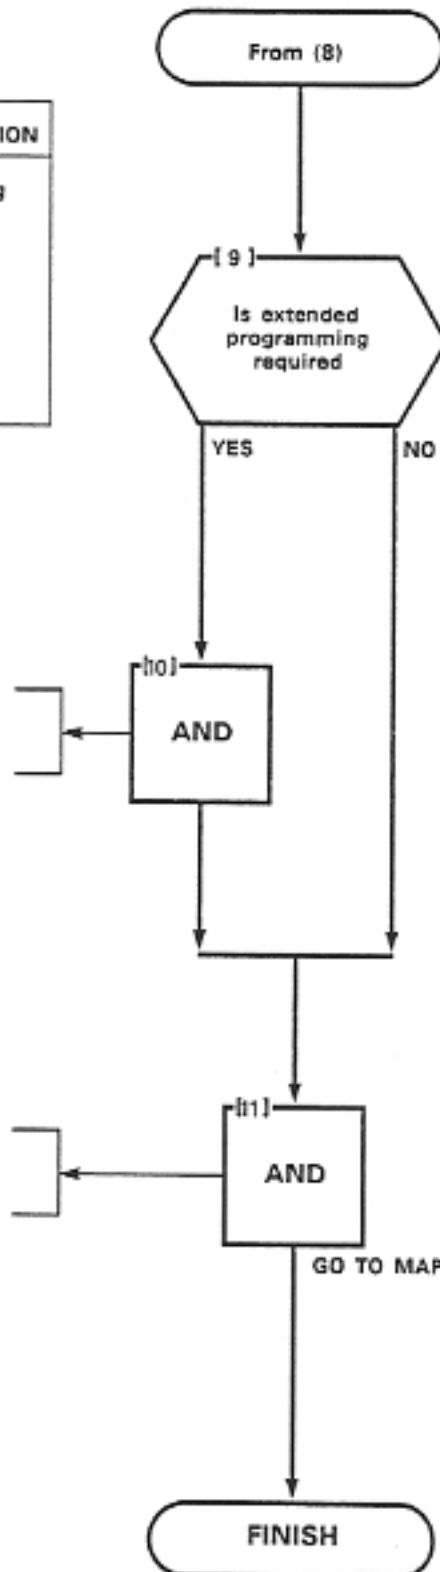 From (8)
ION
g
[ 9 ]
Is extended
programming
required
YES
NO
[10]
AND
[11]
AND
GO TO MAP
FINISH